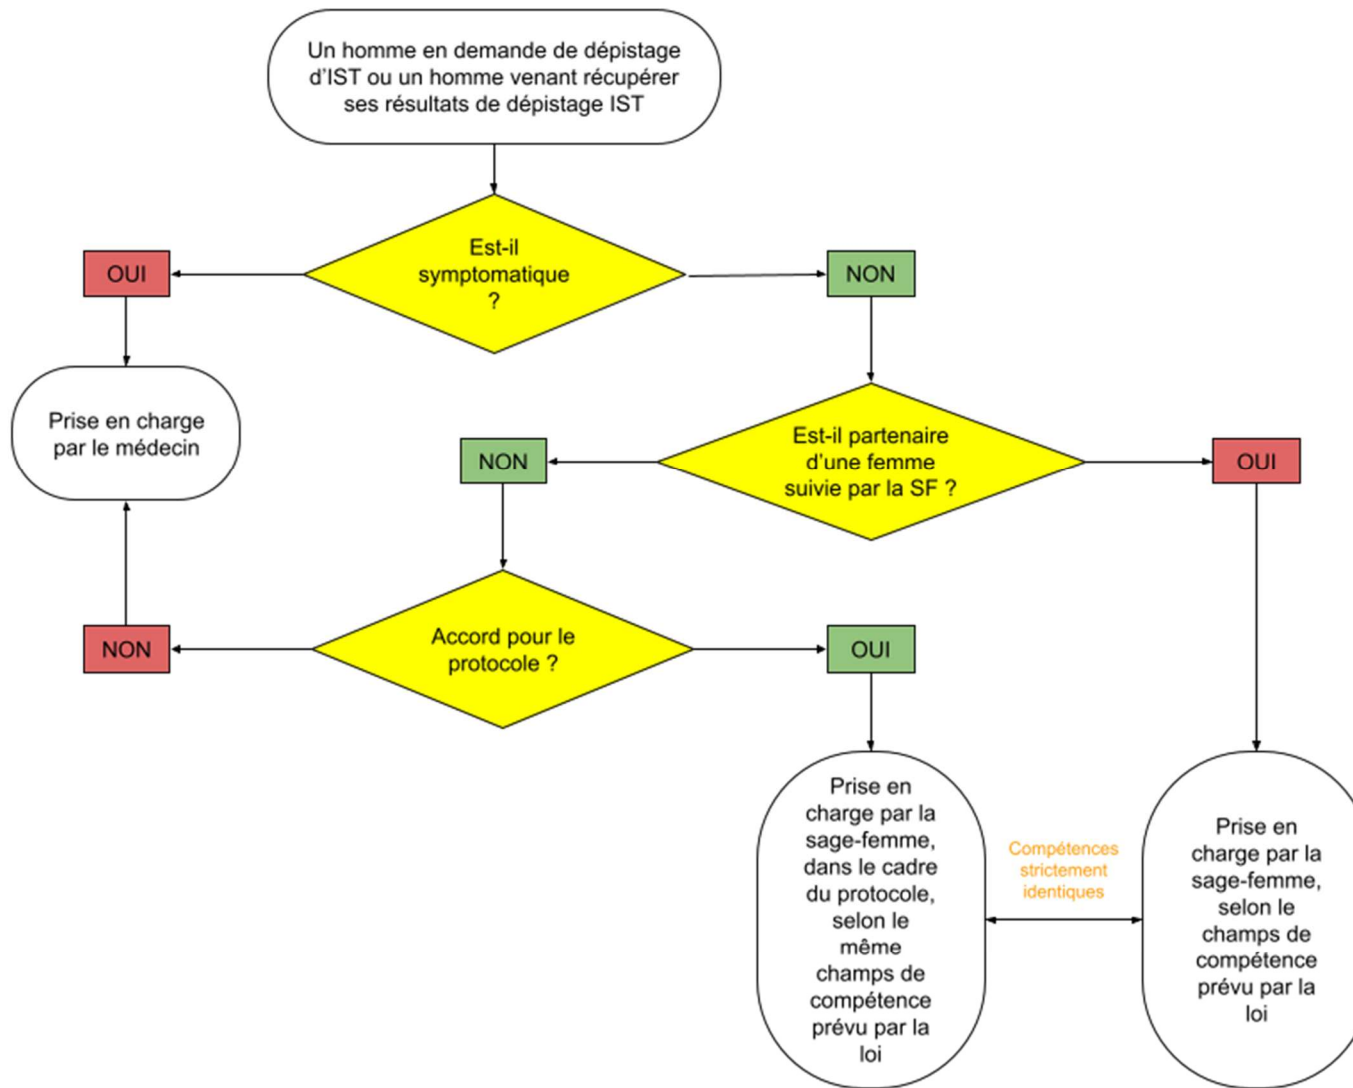 Un homme en demande de dépistage
d'IST ou un homme venant récupérer
ses résultats de dépistage IST
Est-il
symptomatique
?
OUI
NON
Prise en charge
par le médecin
Est-il partenaire
d'une femme
suivie par la SF ?
NON
OUI
Accord pour le
protocole ?
NON
OUI
Prise en
charge par la
sage-femme,
dans le cadre
du protocole,
selon le
même
champs de
compétence
prévu par la
loi
Compétences
strictement
identiques
Prise en
charge par la
sage-femme,
selon le
champs de
compétence
prévu par la
loi